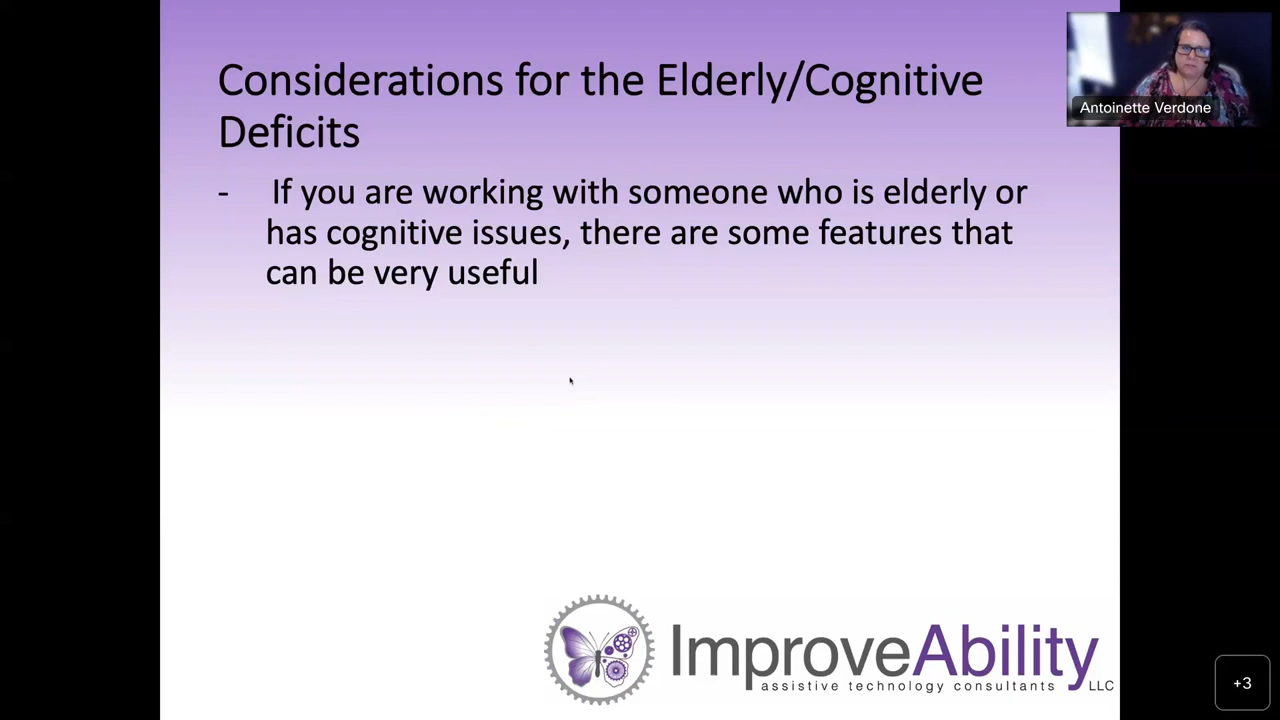 Considerations for the Elderly/Cognitive
Deficits
- If you are working with someone who is elderly or
has cognitive issues, there are some features that
can be very useful
Antoinette Verdone
ImproveAbility
assistive technology consultants LLC
+3